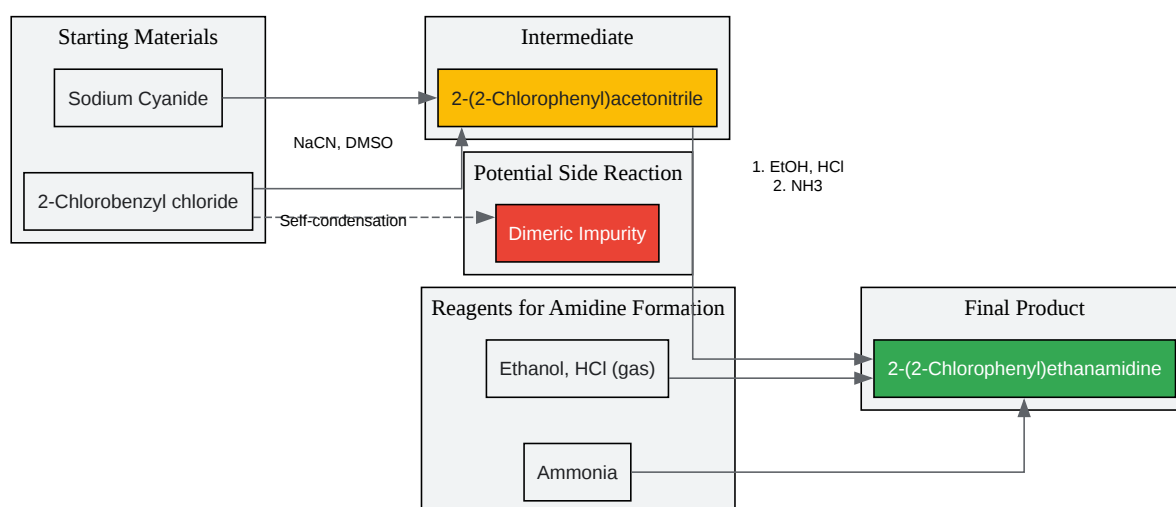 Starting Materials
Sodium Cyanide
2-Chlorobenzyl chloride
NaCN, DMSO
Self-condensation
Intermediate
2-(2-Chlorophenyl)acetonitrile
Potential Side Reaction
Dimeric Impurity
1. EtOH, HCl
2. NH3
Reagents for Amidine Formation
Ethanol, HCl (gas)
Ammonia
Final Product
2-(2-Chlorophenyl)ethanamidine